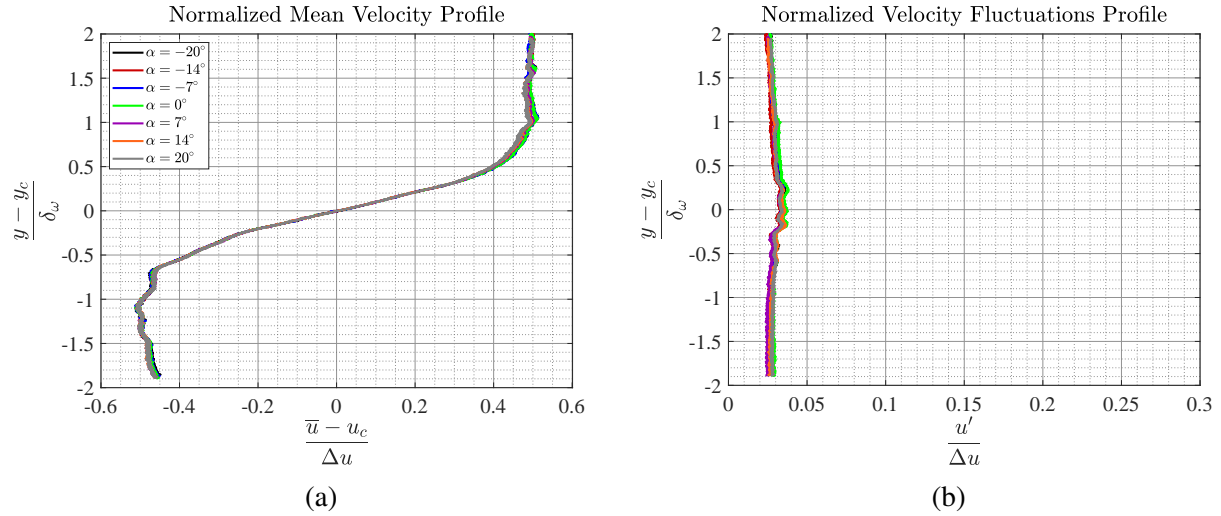 Normalized Mean Velocity Profile
2
1.5
1
0.5
0
-0.5
-1
-1.5
-2
y − y_c
δ_ω
α = −20°
α = −14°
α = −7°
α = 0°
α = 7°
α = 14°
α = 20°
-0.6 -0.4 -0.2 0 0.2 0.4 0.6
u̅ − u_c
Δu
(a)
Normalized Velocity Fluctuations Profile
2
1.5
1
0.5
0
-0.5
-1
-1.5
-2
y − y_c
δ_ω
0 0.05 0.1 0.15 0.2 0.25 0.3
u′
Δu
(b)